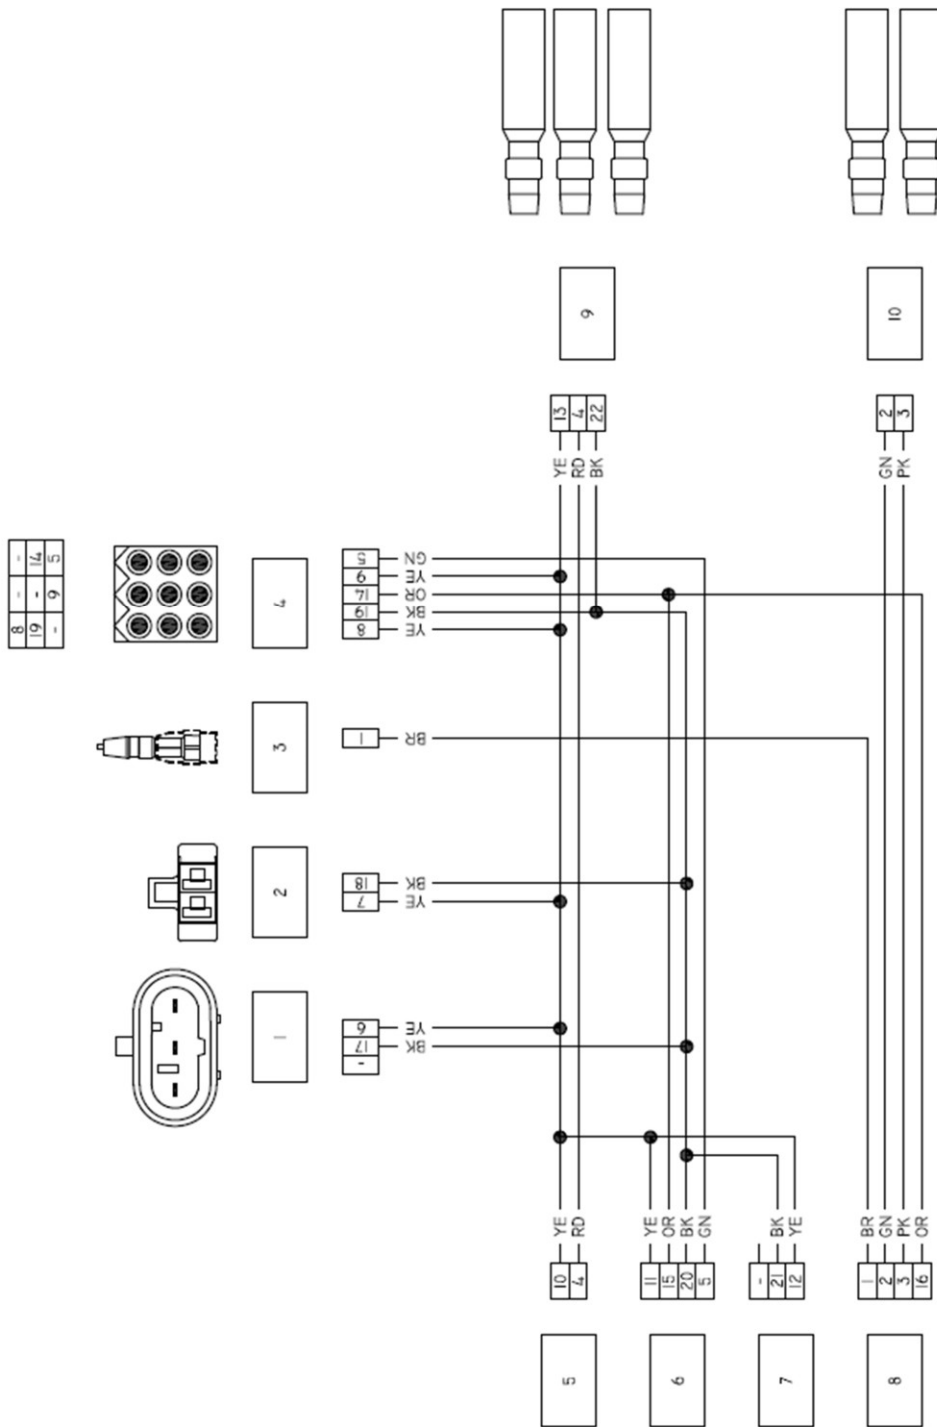 9 10
13 4 22 2 3
YE RD BK GN PK
8 - -
19 - 14
- 9 5
4
5 GN
9 YE
14 OR
19 BK
8 YE
3
1 BR
2
18 BK
7 YE
1
6 YE
17 BK
-
YE RD YE OR BK GN BK YE BR GN PK OR
10 4 11 15 20 5 - 21 12 1 2 3 16
5 6 7 8